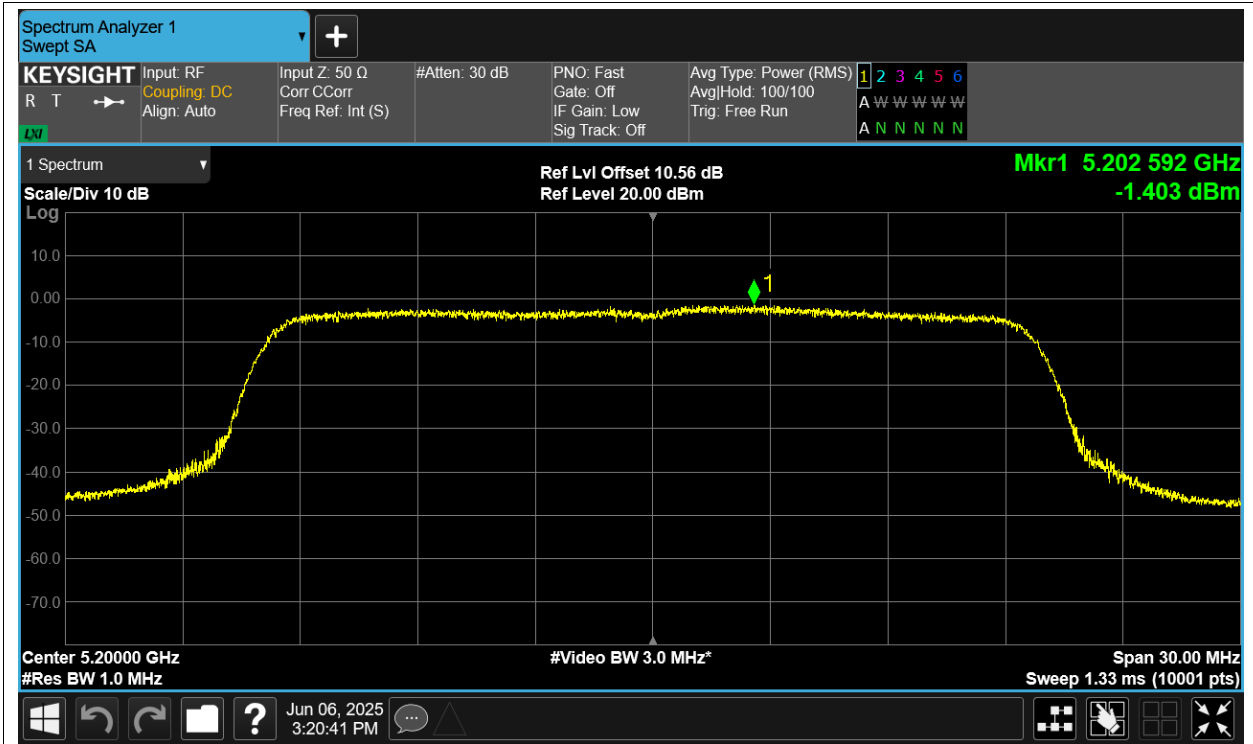 Spectrum Analyzer 1
Swept SA
KEYSIGHT
R T
LXI
Input: RF
Coupling: DC
Align: Auto
Input Z: 50 Ω
Corr CCorr
Freq Ref: Int (S)
#Atten: 30 dB
PNO: Fast
Gate: Off
IF Gain: Low
Sig Track: Off
Avg Type: Power (RMS)
Avg|Hold: 100/100
Trig: Free Run
1 2 3 4 5 6
A W W W W W
A N N N N N
1 Spectrum
Scale/Div 10 dB
Log
Ref Lvl Offset 10.56 dB
Ref Level 20.00 dBm
Mkr1 5.202 592 GHz
-1.403 dBm
10.0
0.00
-10.0
-20.0
-30.0
-40.0
-50.0
-60.0
-70.0
1
Center 5.20000 GHz
#Res BW 1.0 MHz
#Video BW 3.0 MHz*
Span 30.00 MHz
Sweep 1.33 ms (10001 pts)
?
Jun 06, 2025
3:20:41 PM